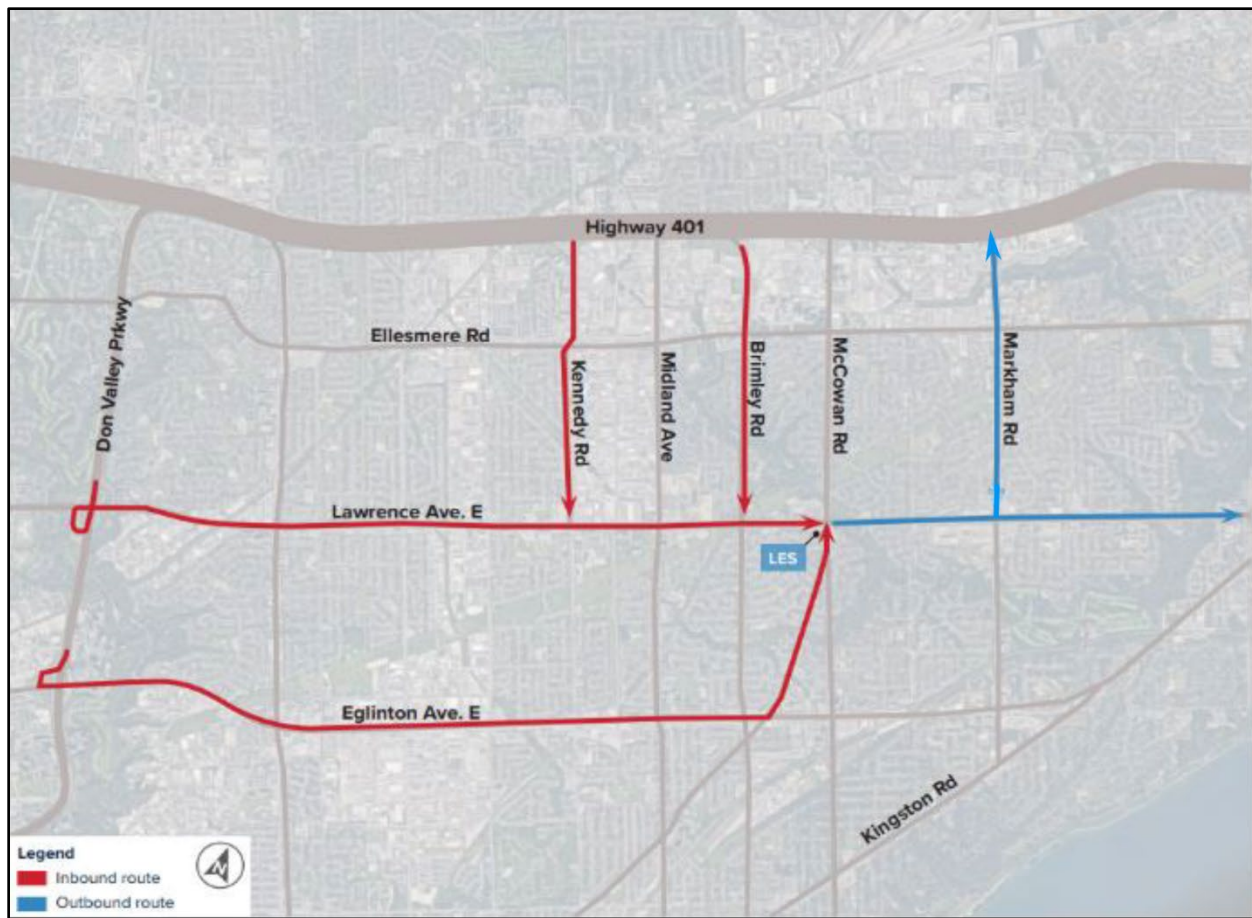 Highway 401
Ellesmere Rd
Don Valley Prkwy
Kennedy Rd
Midland Ave
Brimley Rd
McCowan Rd
Markham Rd
Lawrence Ave. E
LES
Eglinton Ave. E
Kingston Rd
Legend
N
Inbound route
Outbound route